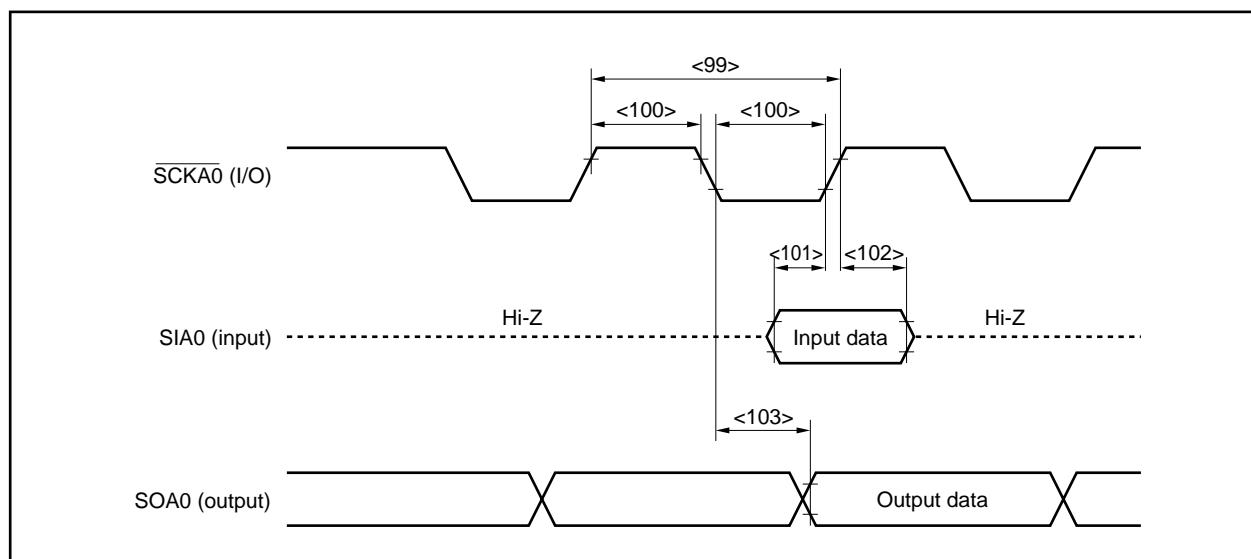 <99>
<100> <100>
SCKA0 (I/O)
<101> <102>
Hi-Z Hi-Z
SIA0 (input) Input data
<103>
SOA0 (output) Output data